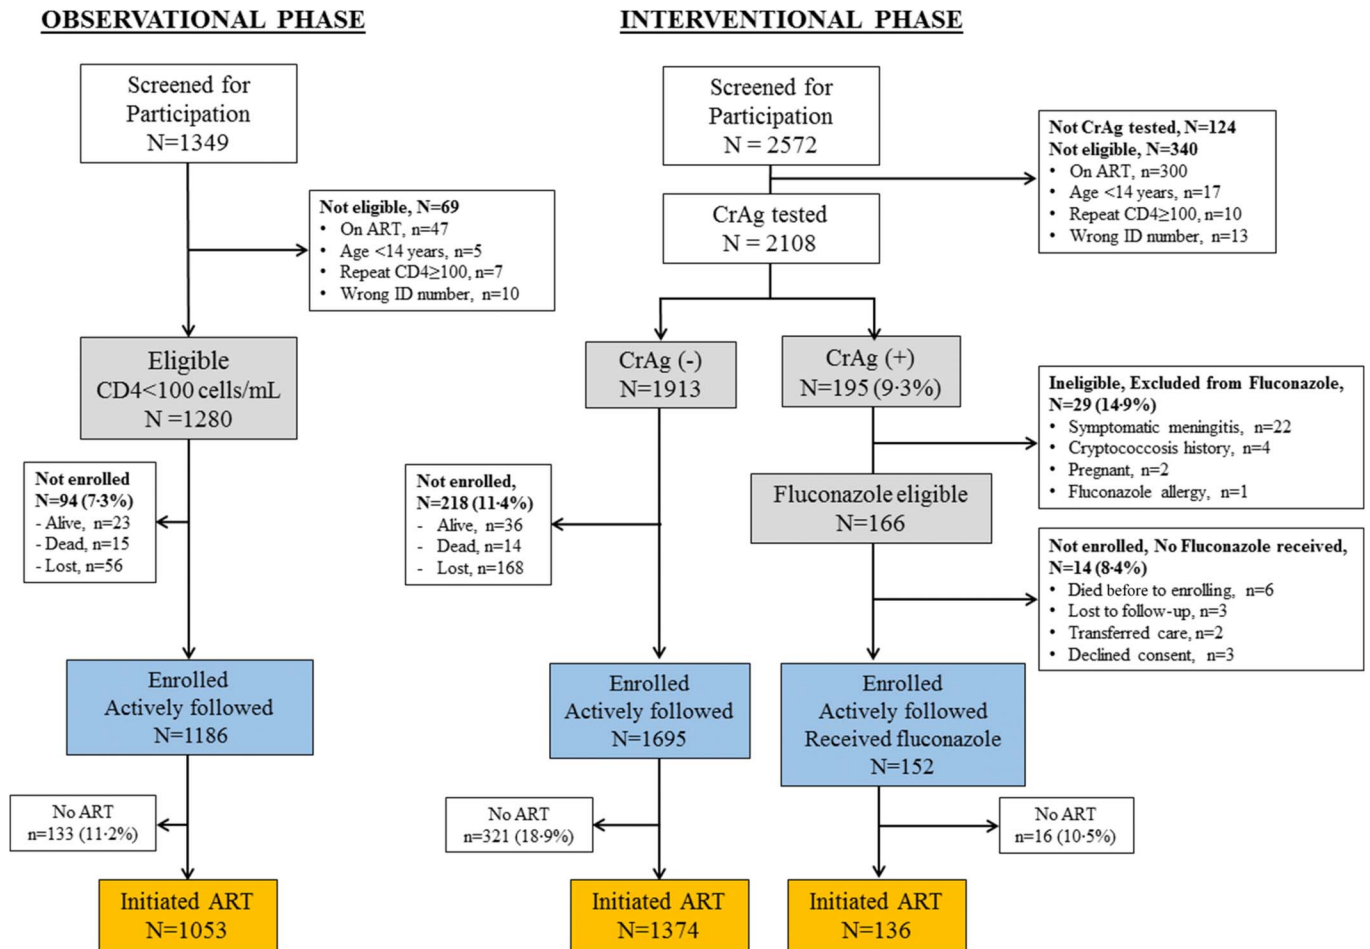 OBSERVATIONAL PHASE
Screened for
Participation
N=1349
Not eligible, N=69
• On ART, n=47
• Age <14 years, n=5
• Repeat CD4≥100, n=7
• Wrong ID number, n=10
Eligible
CD4<100 cells/mL
N =1280
Not enrolled
N=94 (7·3%)
- Alive, n=23
- Dead, n=15
- Lost, n=56
Enrolled
Actively followed
N=1186
No ART
n=133 (11·2%)
Initiated ART
N=1053
INTERVENTIONAL PHASE
Screened for
Participation
N = 2572
Not CrAg tested, N=124
Not eligible, N=340
• On ART, n=300
• Age <14 years, n=17
• Repeat CD4≥100, n=10
• Wrong ID number, n=13
CrAg tested
N = 2108
CrAg (-)
N=1913
Not enrolled,
N=218 (11·4%)
- Alive, n=36
- Dead, n=14
- Lost, n=168
Enrolled
Actively followed
N=1695
No ART
n=321 (18·9%)
Initiated ART
N=1374
CrAg (+)
N=195 (9·3%)
Ineligible, Excluded from Fluconazole,
N=29 (14·9%)
• Symptomatic meningitis, n=22
• Cryptococcosis history, n=4
• Pregnant, n=2
• Fluconazole allergy, n=1
Fluconazole eligible
N=166
Not enrolled, No Fluconazole received,
N=14 (8·4%)
• Died before to enrolling, n=6
• Lost to follow-up, n=3
• Transferred care, n=2
• Declined consent, n=3
Enrolled
Actively followed
Received fluconazole
N=152
No ART
n=16 (10·5%)
Initiated ART
N=136